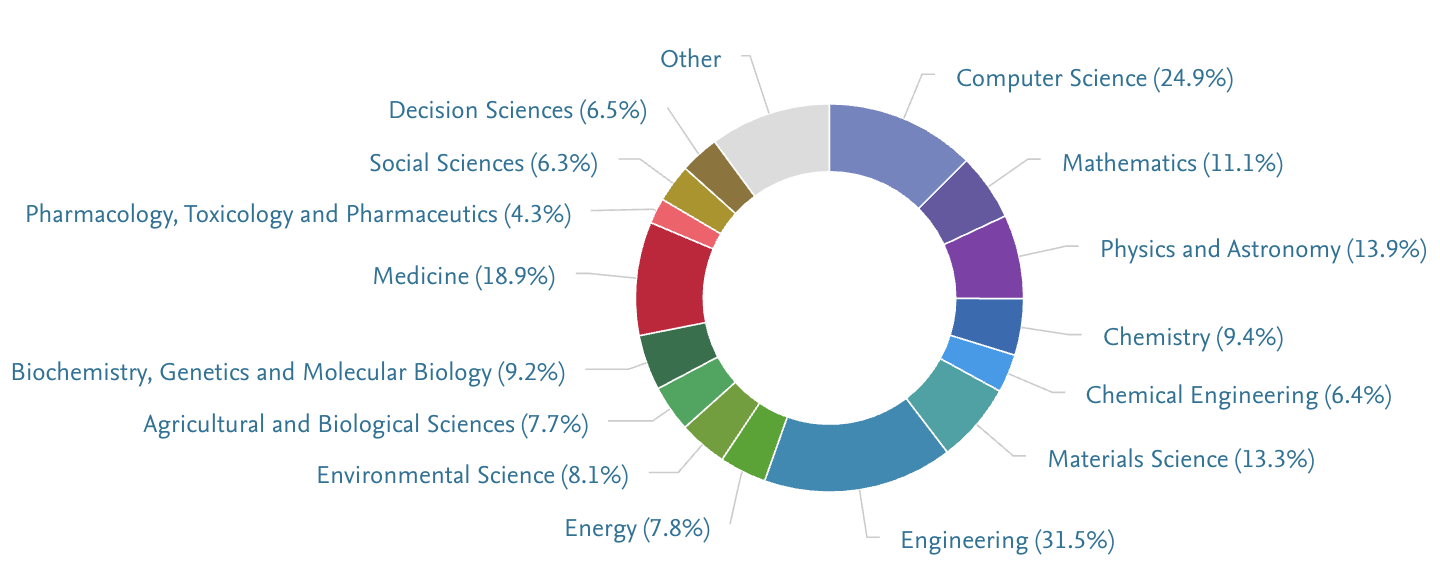 Other
Computer Science (24.9%)
Decision Sciences (6.5%)
Social Sciences (6.3%)
Mathematics (11.1%)
Pharmacology, Toxicology and Pharmaceutics (4.3%)
Physics and Astronomy (13.9%)
Medicine (18.9%)
Chemistry (9.4%)
Biochemistry, Genetics and Molecular Biology (9.2%)
Chemical Engineering (6.4%)
Agricultural and Biological Sciences (7.7%)
Materials Science (13.3%)
Environmental Science (8.1%)
Energy (7.8%)
Engineering (31.5%)